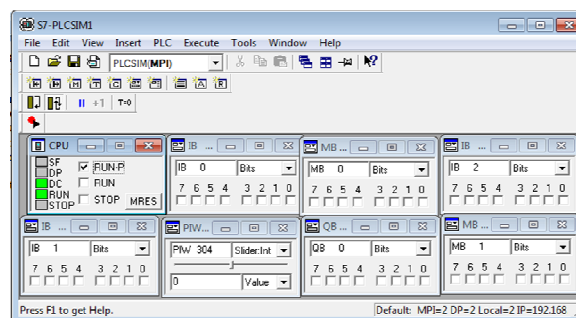 S7-PLCSIM1
File Edit View Insert PLC Execute Tools Window Help
PLCSIM(MPI)
+1 T=0
CPU
SF
DP
DC
RUN
STOP
RUN-P
RUN
STOP MRES
IB ...
IB 0 Bits
7 6 5 4 3 2 1 0
MB ...
MB 0 Bits
7 6 5 4 3 2 1 0
IB ...
IB 2 Bits
7 6 5 4 3 2 1 0
IB ...
IB 1 Bits
7 6 5 4 3 2 1 0
PIW...
PIW 304 Slider:Int
0 Value
QB ...
QB 0 Bits
7 6 5 4 3 2 1 0
MB ...
MB 1 Bits
7 6 5 4 3 2 1 0
Press F1 to get Help.
Default: MPI=2 DP=2 Local=2 IP=192.168